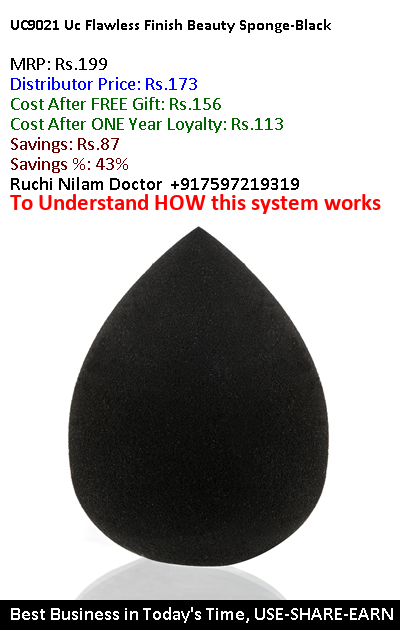 UC9021 Uc Flawless Finish Beauty Sponge-Black
MRP: Rs.199
Distributor Price: Rs.173
Cost After FREE Gift: Rs.156
Cost After ONE Year Loyalty: Rs.113
Savings: Rs.87
Savings %: 43%
Ruchi Nilam Doctor +917597219319
To Understand HOW this system works
Best Business in Today's Time, USE-SHARE-EARN